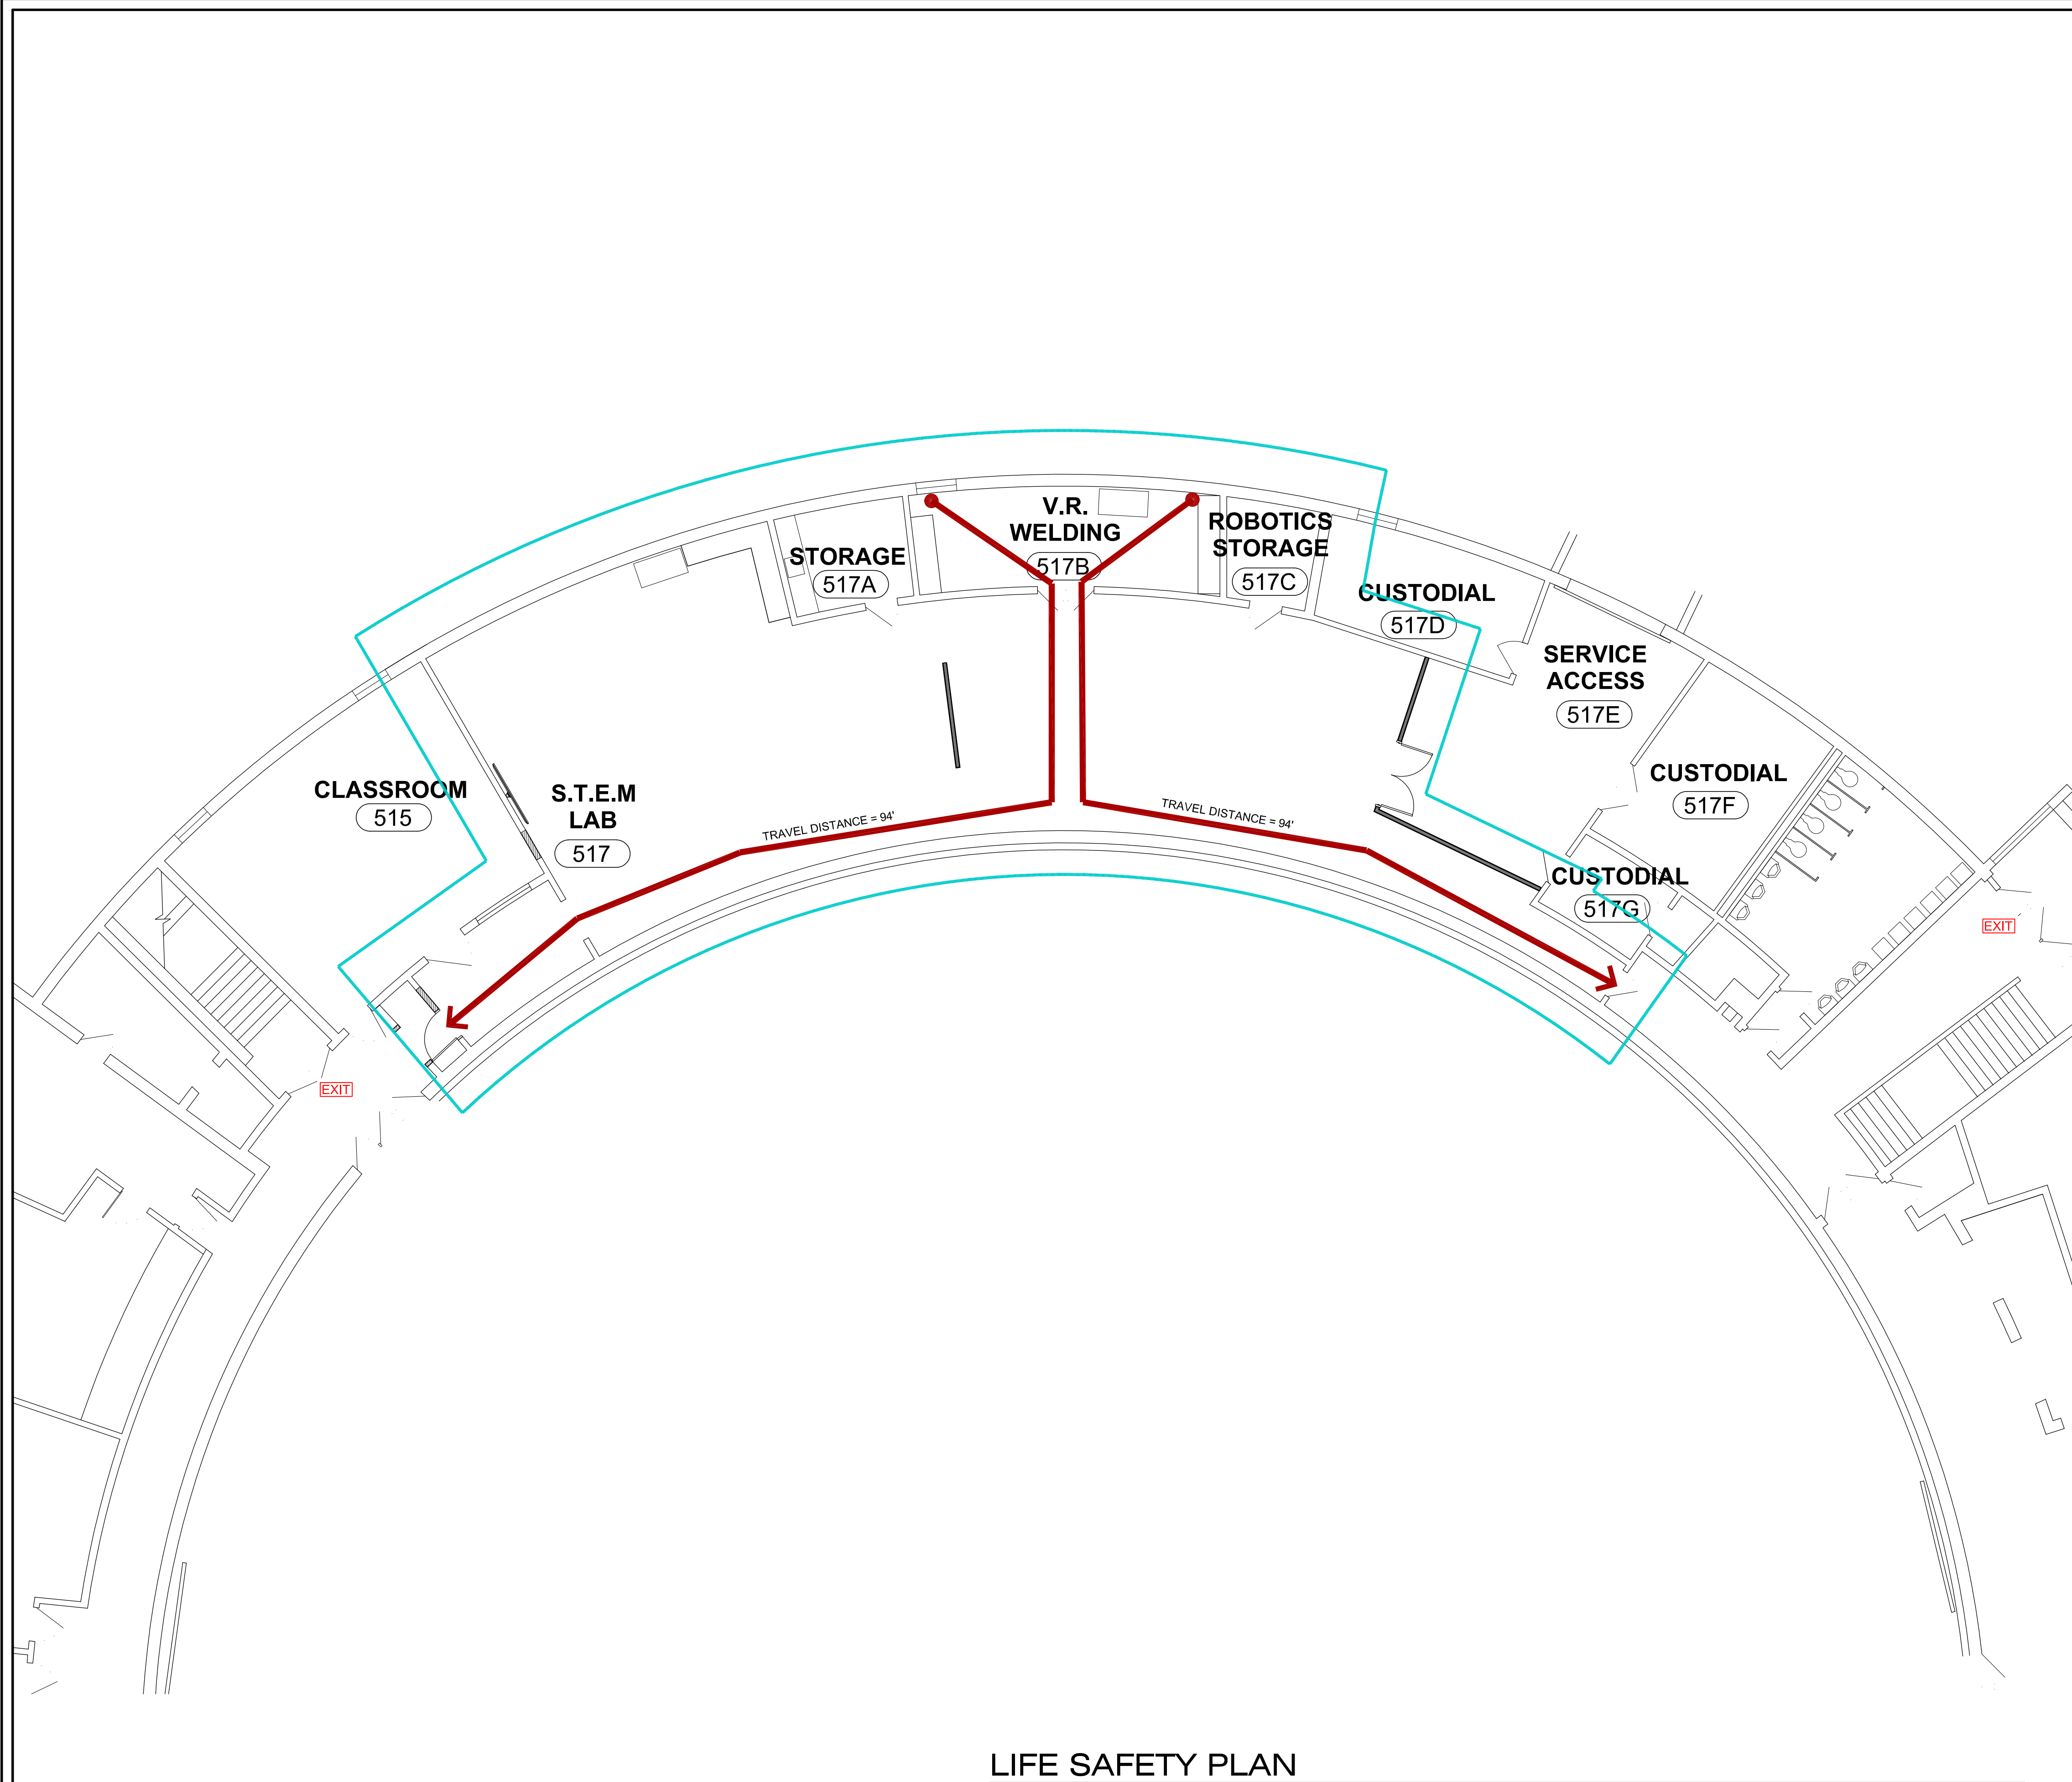 V.R.
WELDING
517B
ROBOTICS
STORAGE
517C
STORAGE
517A
CUSTODIAL
517D
SERVICE
ACCESS
517E
CUSTODIAL
517F
CLASSROOM
515
S.T.E.M
LAB
517
TRAVEL DISTANCE = 94'
TRAVEL DISTANCE = 94'
CUSTODIAL
517G
EXIT
EXIT
LIFE SAFETY PLAN